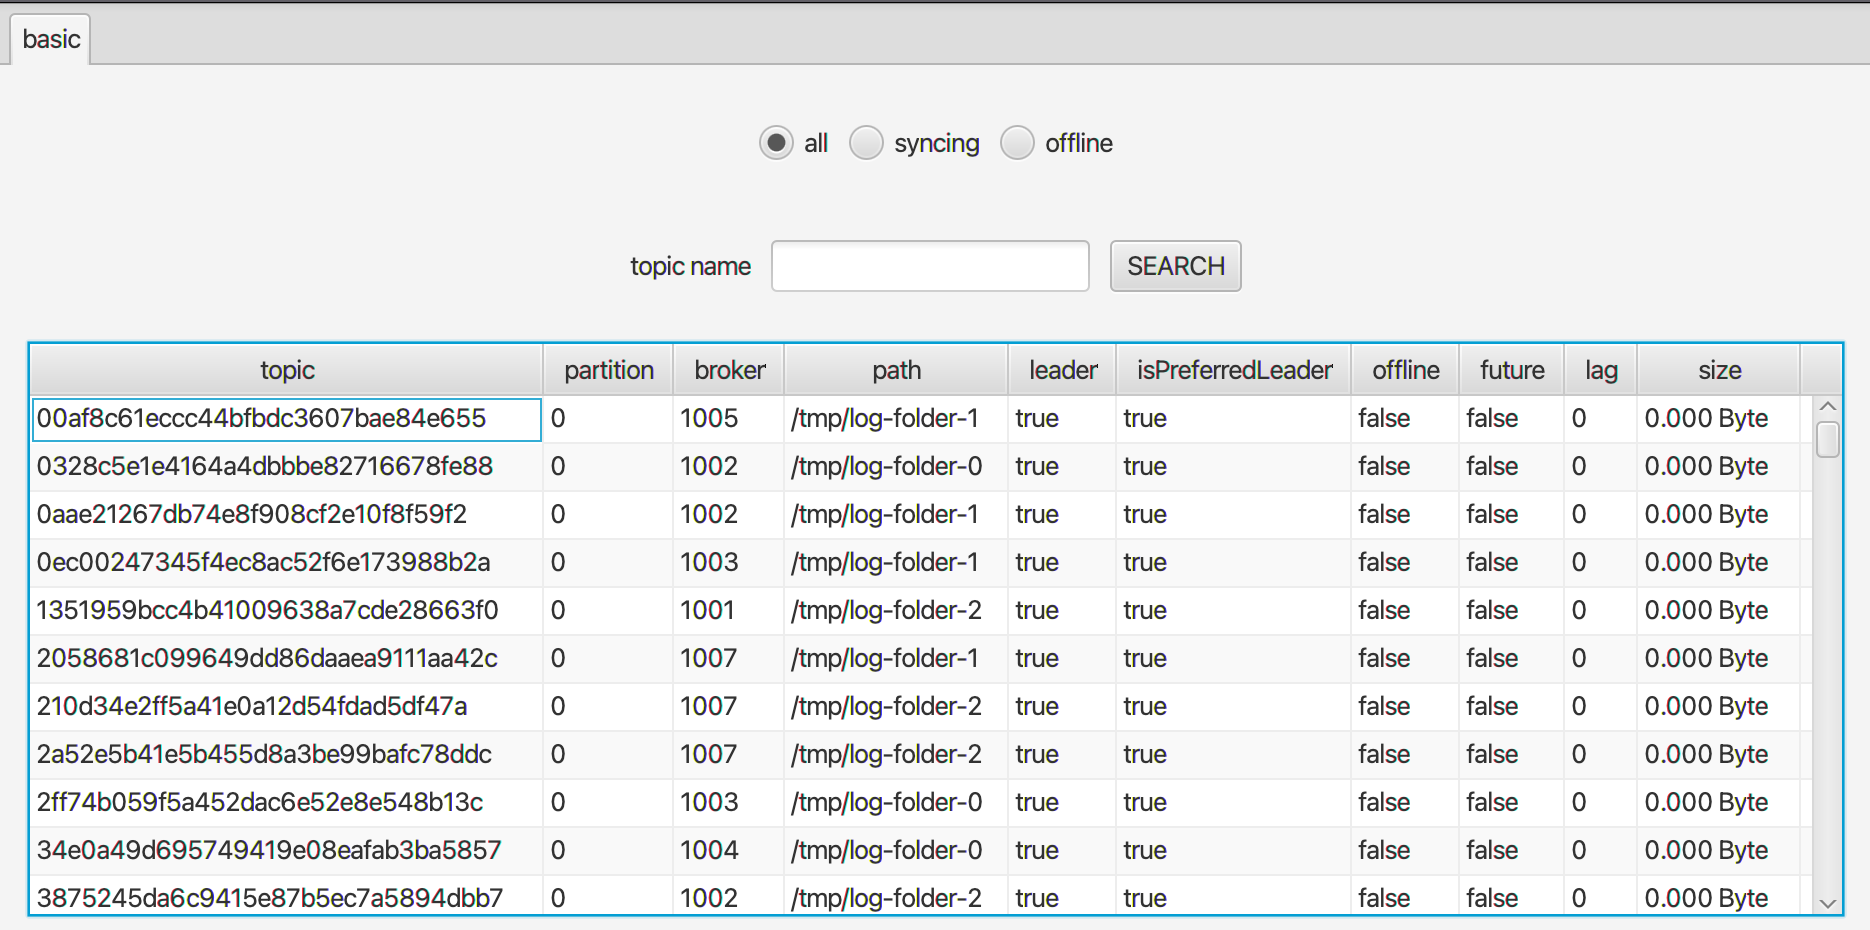 basic
all syncing offline
topic name SEARCH
topic partition broker path leader isPreferredLeader offline future lag size
00af8c61eccc44bfbdc3607bae84e655 0 1005 /tmp/log-folder-1 true true false false 0 0.000 Byte
0328c5e1e4164a4dbbbe82716678fe88 0 1002 /tmp/log-folder-0 true true false false 0 0.000 Byte
0aae21267db74e8f908cf2e10f8f59f2 0 1002 /tmp/log-folder-1 true true false false 0 0.000 Byte
0ec00247345f4ec8ac52f6e173988b2a 0 1003 /tmp/log-folder-1 true true false false 0 0.000 Byte
1351959bcc4b41009638a7cde28663f0 0 1001 /tmp/log-folder-2 true true false false 0 0.000 Byte
2058681c099649dd86daaea9111aa42c 0 1007 /tmp/log-folder-1 true true false false 0 0.000 Byte
210d34e2ff5a41e0a12d54fdad5df47a 0 1007 /tmp/log-folder-2 true true false false 0 0.000 Byte
2a52e5b41e5b455d8a3be99bafc78ddc 0 1007 /tmp/log-folder-2 true true false false 0 0.000 Byte
2ff74b059f5a452dac6e52e8e548b13c 0 1003 /tmp/log-folder-0 true true false false 0 0.000 Byte
34e0a49d695749419e08eafab3ba5857 0 1004 /tmp/log-folder-0 true true false false 0 0.000 Byte
3875245da6c9415e87b5ec7a5894dbb7 0 1002 /tmp/log-folder-2 true true false false 0 0.000 Byte